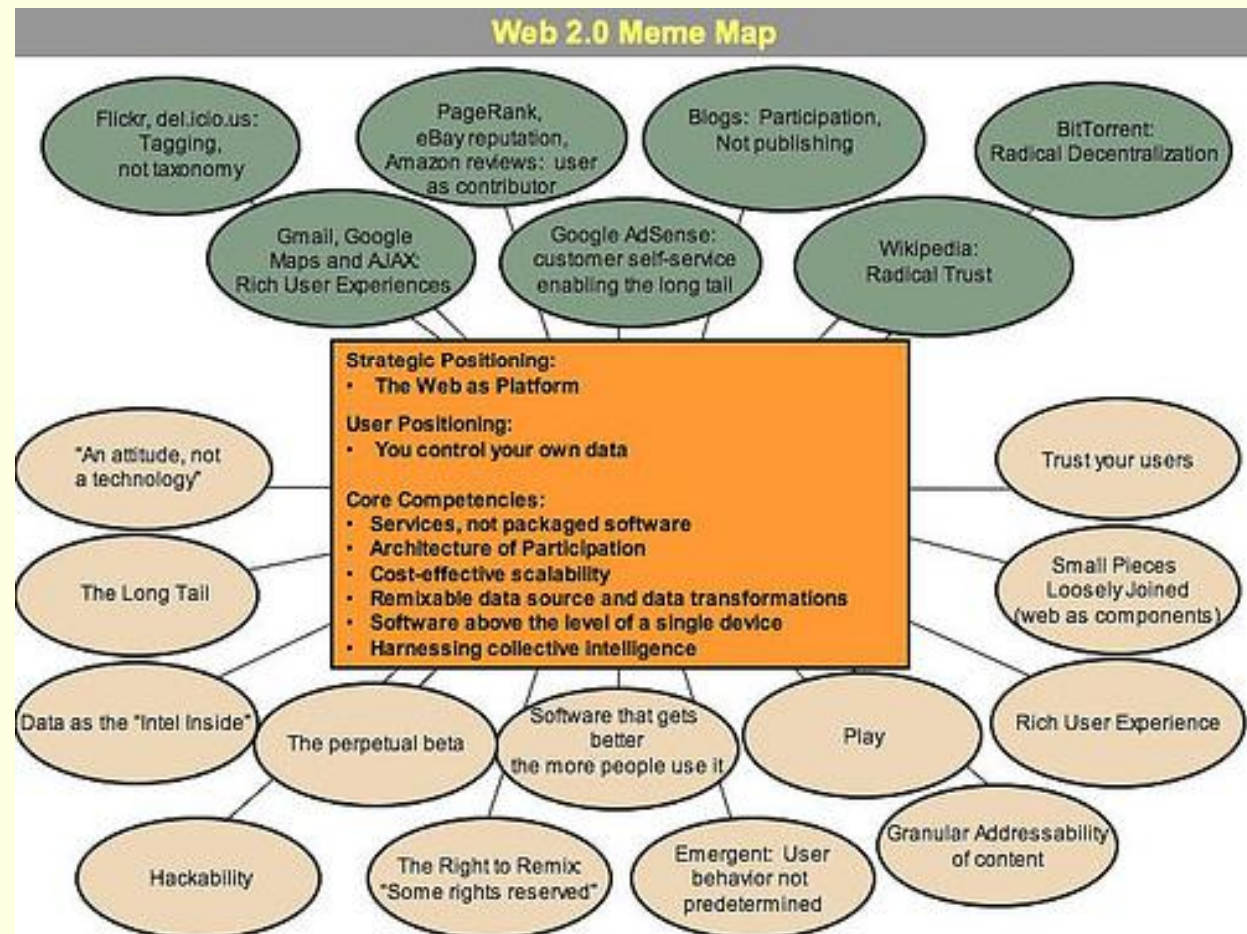 Web 2.0 Meme Map
Flickr, del.icio.us:
Tagging,
not taxonomy
PageRank,
eBay reputation,
Amazon reviews: user
as contributor
Blogs: Participation,
Not publishing
BitTorrent:
Radical Decentralization
Gmail, Google
Maps and AJAX:
Rich User Experiences
Google AdSense:
customer self-service
enabling the long tail
Wikipedia:
Radical Trust
Strategic Positioning:
• The Web as Platform
User Positioning:
• You control your own data
Core Competencies:
• Services, not packaged software
• Architecture of Participation
• Cost-effective scalability
• Remixable data source and data transformations
• Software above the level of a single device
• Harnessing collective intelligence
"An attitude, not
a technology"
Trust your users
The Long Tail
Small Pieces
Loosely Joined
(web as components)
Data as the "Intel Inside"
The perpetual beta
Software that gets
better
the more people use it
Play
Rich User Experience
Hackability
The Right to Remix:
"Some rights reserved"
Emergent: User
behavior not
predetermined
Granular Addressability
of content